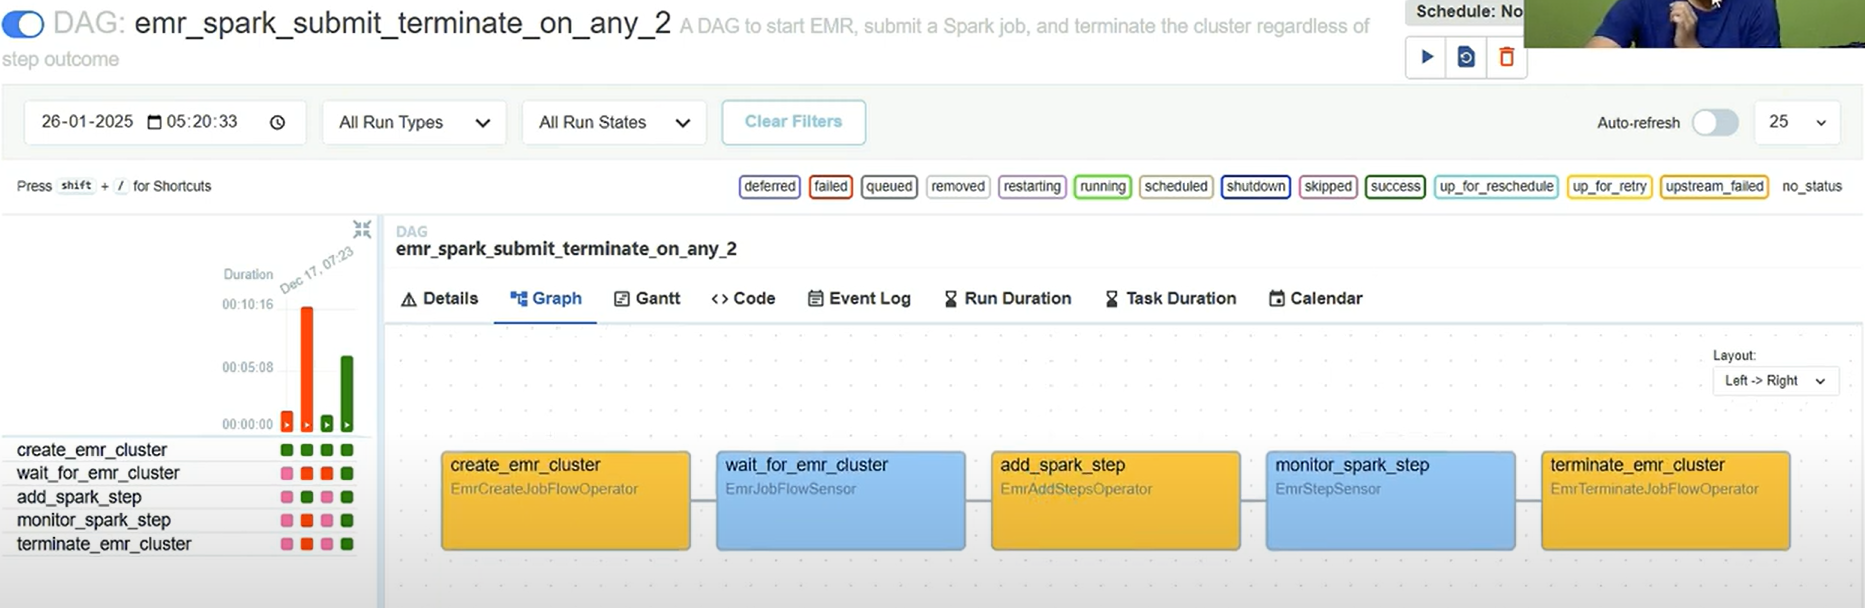 DAG: emr_spark_submit_terminate_on_any_2 A DAG to start EMR, submit a Spark job, and terminate the cluster regardless of
step outcome
Schedule: No
26-01-2025 05:20:33
All Run Types
All Run States
Clear Filters
Auto-refresh
25
Press shift + / for Shortcuts
deferred failed queued removed restarting running scheduled shutdown skipped success up_for_reschedule up_for_retry upstream_failed no_status
Duration
Dec 17, 07:23
00:10:16
00:05:08
00:00:00
create_emr_cluster
wait_for_emr_cluster
add_spark_step
monitor_spark_step
terminate_emr_cluster
DAG
emr_spark_submit_terminate_on_any_2
Details Graph Gantt <> Code Event Log Run Duration Task Duration Calendar
Layout:
Left -> Right
create_emr_cluster
EmrCreateJobFlowOperator
wait_for_emr_cluster
EmrJobFlowSensor
add_spark_step
EmrAddStepsOperator
monitor_spark_step
EmrStepSensor
terminate_emr_cluster
EmrTerminateJobFlowOperator